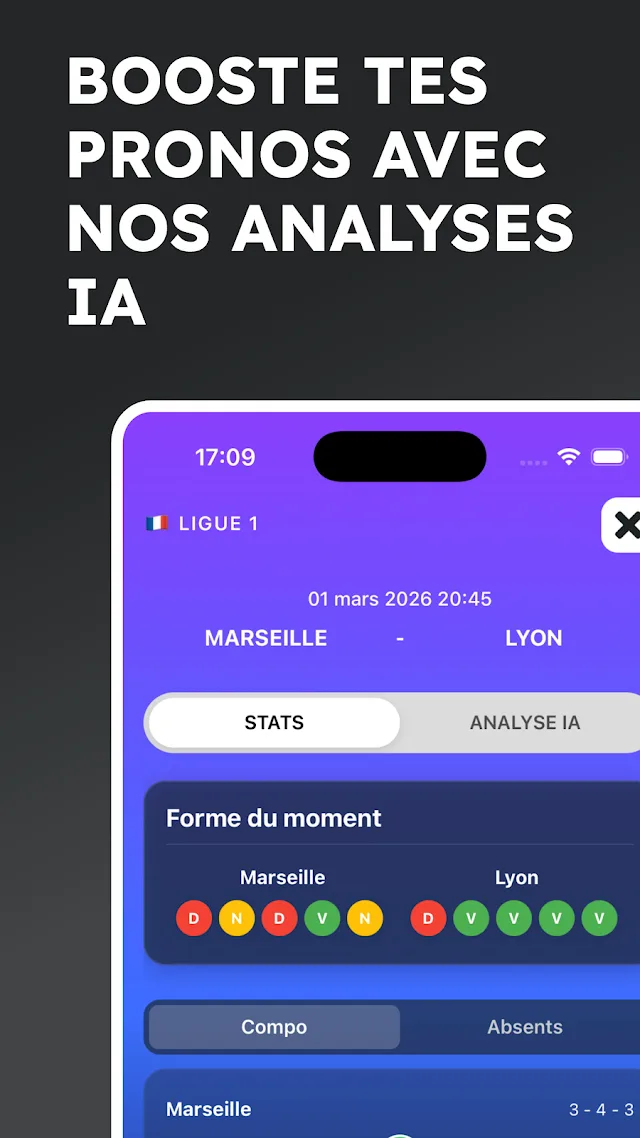 BOOSTE TES
PRONOS AVEC
NOS ANALYSES
IA
17:09
LIGUE 1
01 mars 2026 20:45
MARSEILLE - LYON
STATS ANALYSE IA
Forme du moment
Marseille Lyon
D N D V N D V V V V
Compo Absents
Marseille 3 - 4 - 3